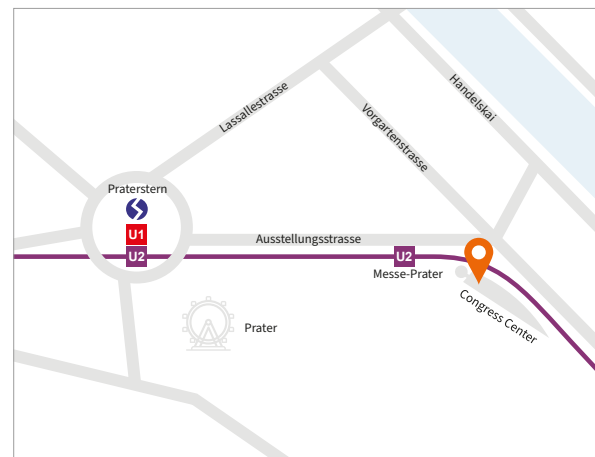 Handelskai
Lassallestrasse
Vorgartenstrasse
Praterstern
U1
U2
Ausstellungsstrasse
U2
Messe-Prater
Congress Center
Prater